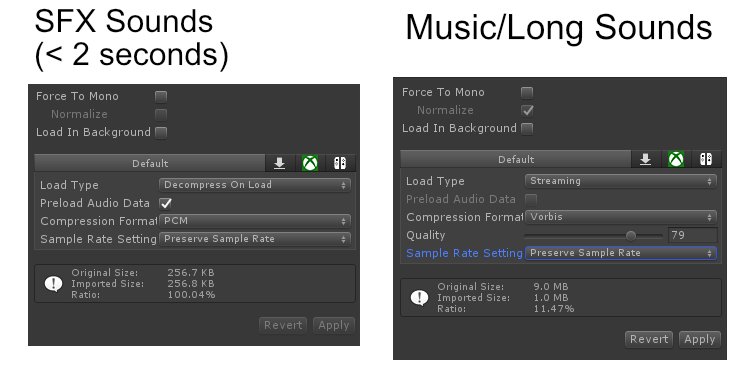 SFX Sounds
(< 2 seconds)
Force To Mono
Normalize
Load In Background
Default
Load Type Decompress On Load
Preload Audio Data
Compression Format PCM
Sample Rate Setting Preserve Sample Rate
Original Size: 256.7 KB
Imported Size: 256.8 KB
Ratio: 100.04%
Revert Apply
Music/Long Sounds
Force To Mono
Normalize
Load In Background
Default
Load Type Streaming
Preload Audio Data
Compression Format Vorbis
Quality 79
Sample Rate Setting Preserve Sample Rate
Original Size: 9.0 MB
Imported Size: 1.0 MB
Ratio: 11.47%
Revert Apply